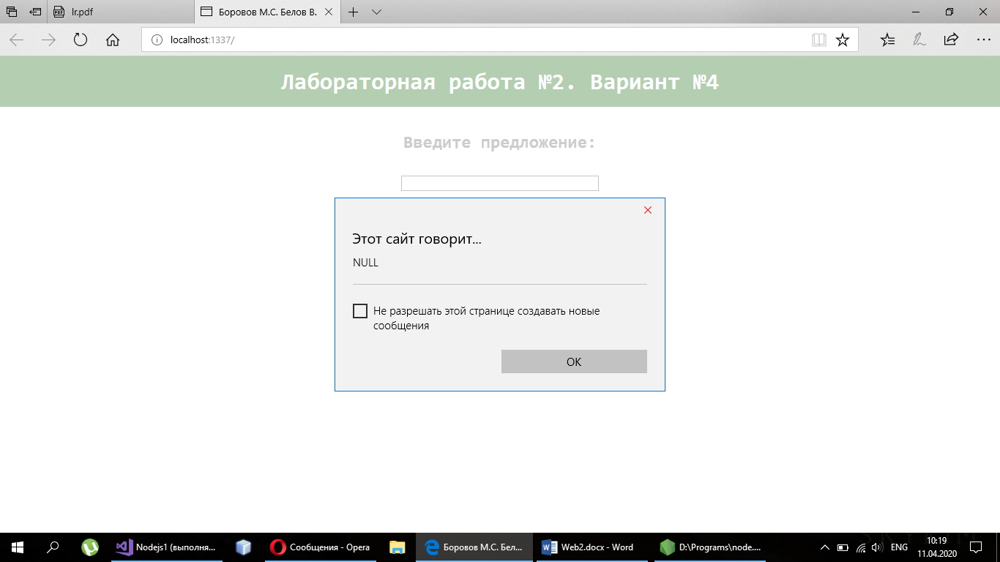 lr.pdf
Боровов М.С. Белов В.
localhost:1337/
Лабораторная работа №2. Вариант №4
Введите предложение:
Этот сайт говорит...
NULL
Не разрешать этой странице создавать новые
сообщения
OK
Nodejs1 (выполня...
Сообщения - Opera
Боровов М.С. Бел...
Web2.docx - Word
D:\Programs\node....
ENG
10:19
11.04.2020